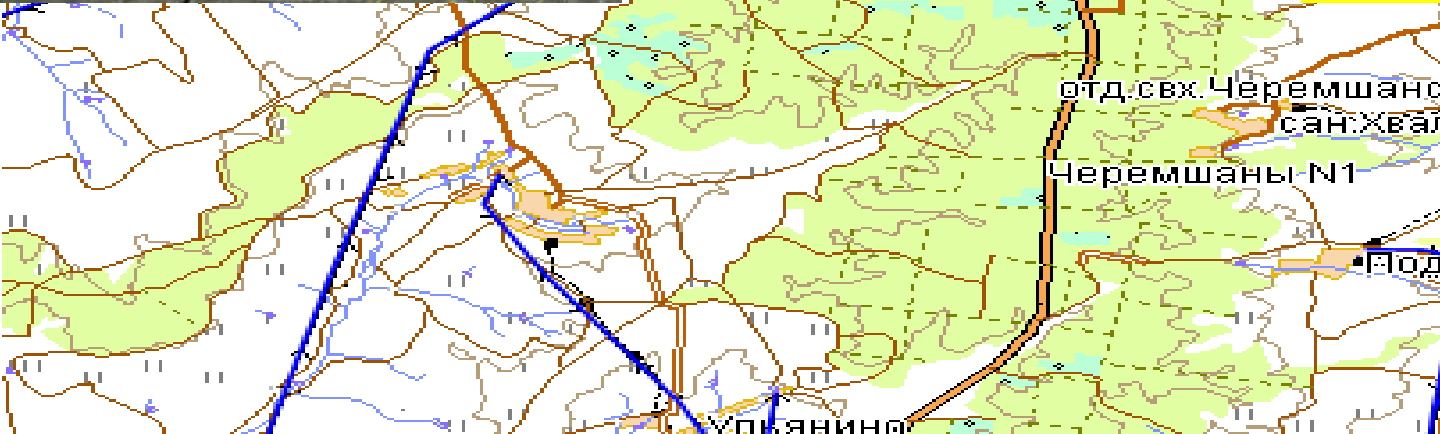 отд.свх.Черемшанс
сан.Хвал
Черемшаны N1
Под
Ульянино